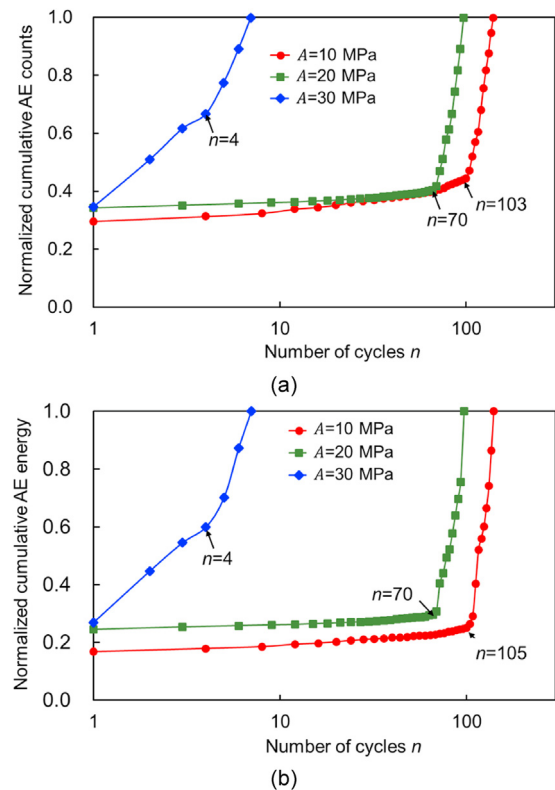 (a)
1.0
0.8
0.6
0.4
0.2
0.0
Normalized cumulative AE counts
A=10 MPa
A=20 MPa
A=30 MPa
n=4
n=70
n=103
1
10
100
Number of cycles n
(a)
1.0
0.8
0.6
0.4
0.2
0.0
Normalized cumulative AE energy
A=10 MPa
A=20 MPa
A=30 MPa
n=4
n=70
n=105
1
10
100
Number of cycles n
(b)